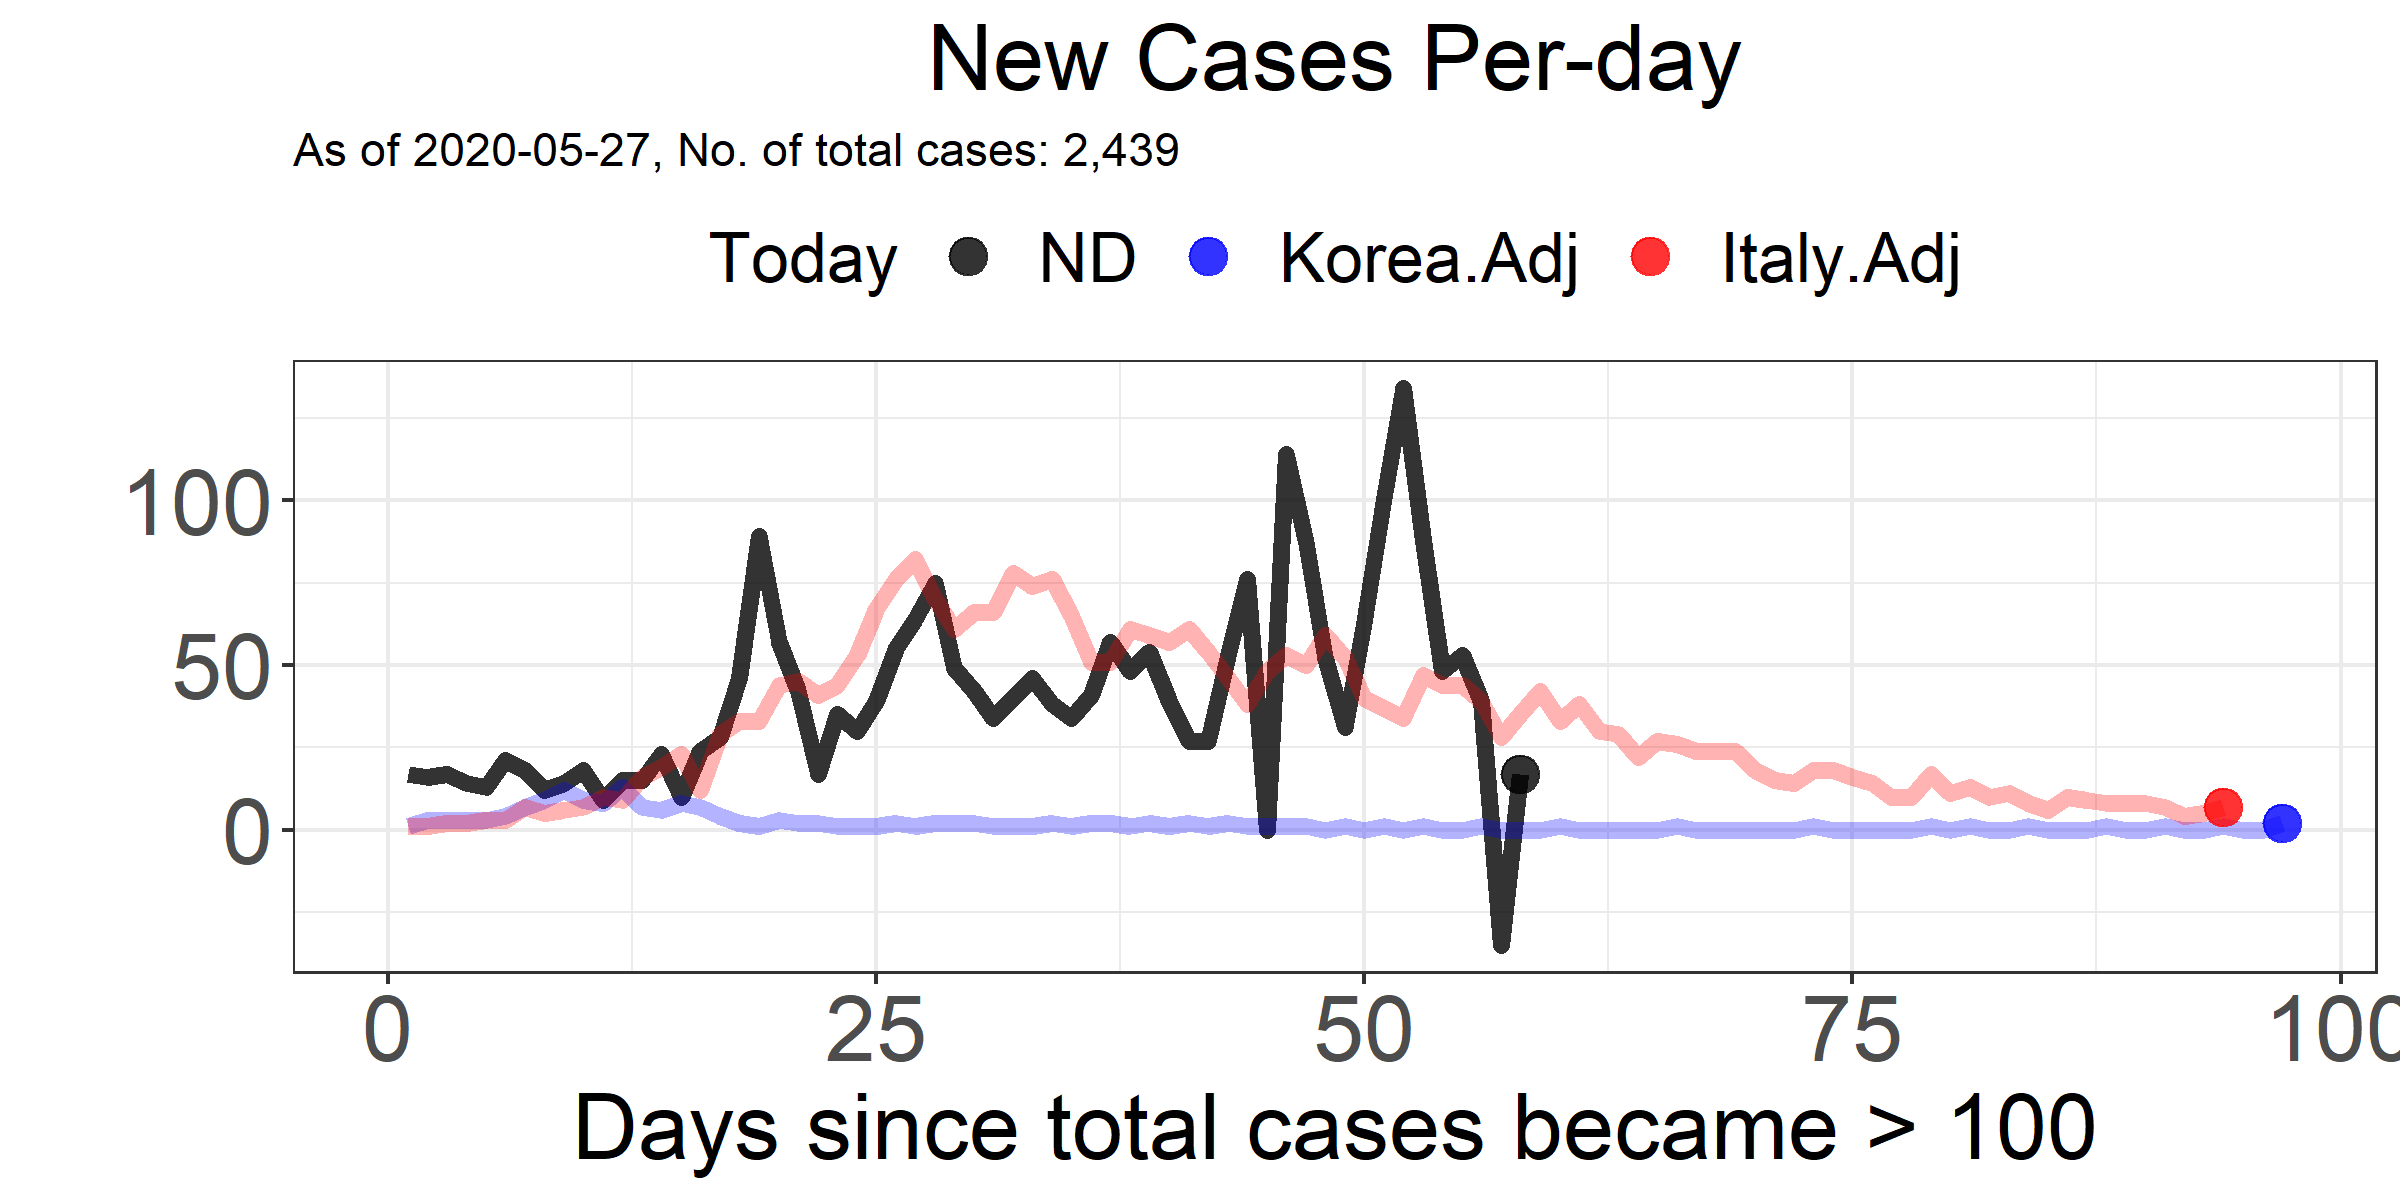 New Cases Per-day
As of 2020-05-27, No. of total cases: 2,439
Today ND Korea.Adj Italy.Adj
100
50
0
0 25 50 75 100
Days since total cases became > 100